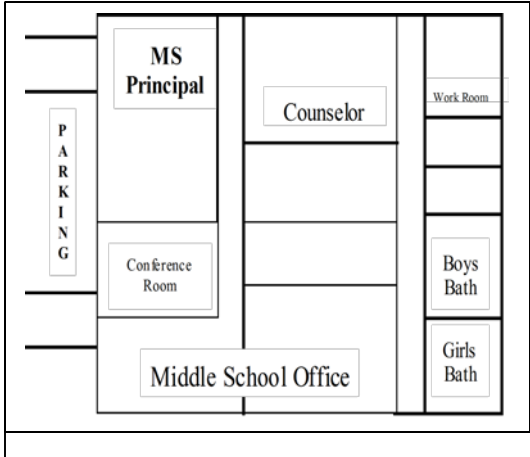 MS
Principal
Counselor
Work Room
P
A
R
K
I
N
G
Conference
Room
Boys
Bath
Girls
Bath
Middle School Office